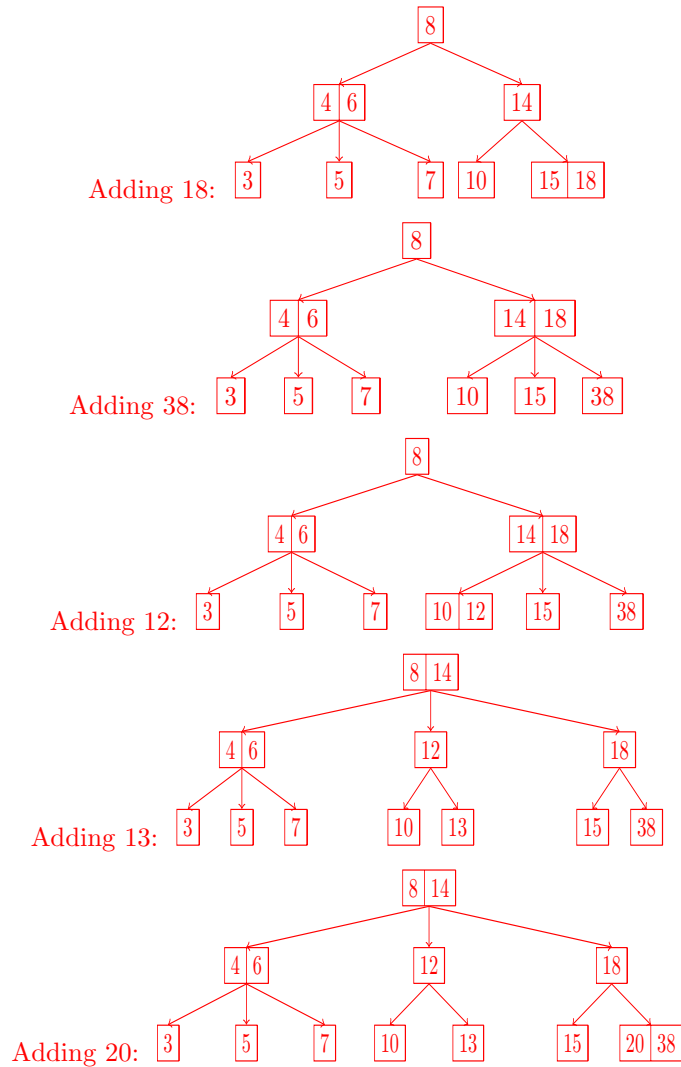 8
4 6 14
Adding 18: 3 5 7 10 15 18
8
4 6 14 18
Adding 38: 3 5 7 10 15 38
8
4 6 14 18
Adding 12: 3 5 7 10 12 15 38
8 14
4 6 12 18
Adding 13: 3 5 7 10 13 15 38
8 14
4 6 12 18
Adding 20: 3 5 7 10 13 15 20 38